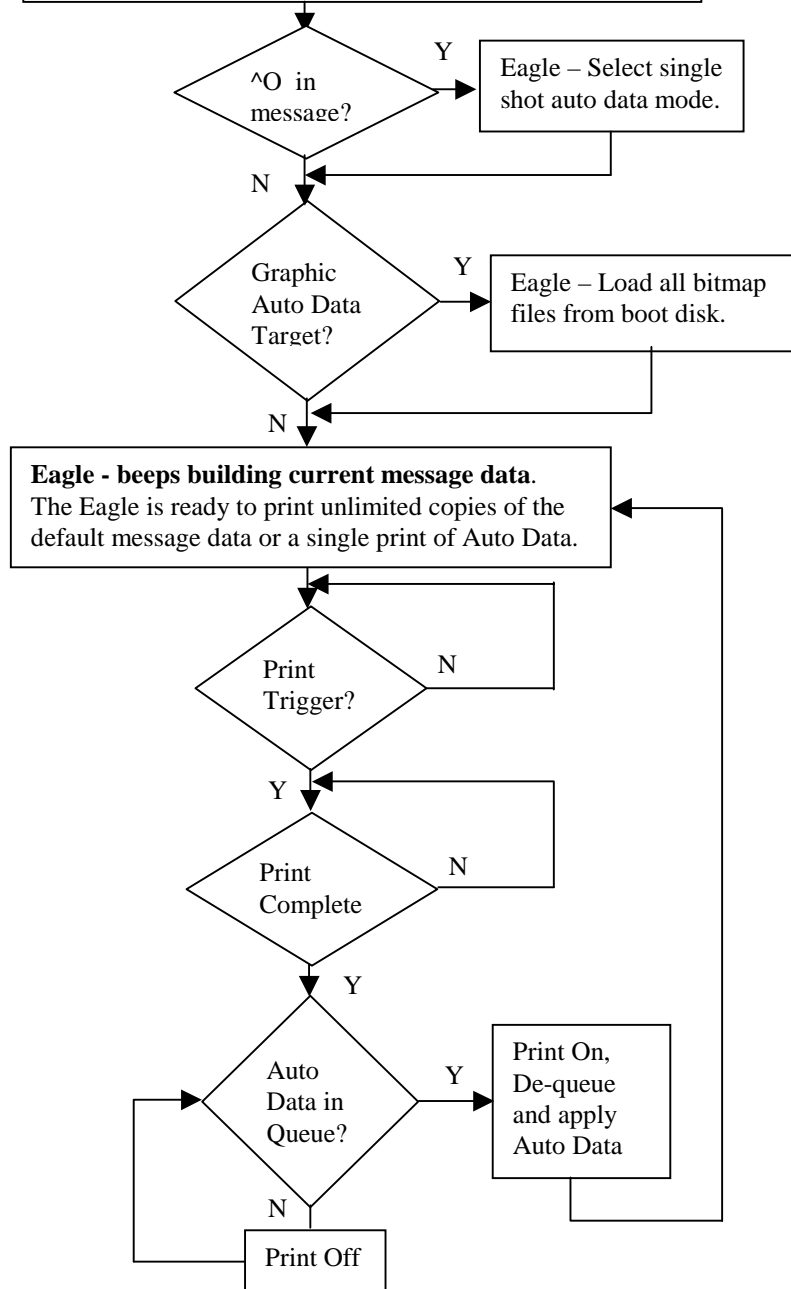 Y
^O in
message?
Eagle – Select single
shot auto data mode.
N
Graphic
Auto Data
Target?
Y
Eagle – Load all bitmap
files from boot disk.
N
Eagle - beeps building current message data.
The Eagle is ready to print unlimited copies of the
default message data or a single print of Auto Data.
Print
Trigger?
N
Y
Print
Complete
N
Y
Auto
Data in
Queue?
Y
Print On,
De-queue
and apply
Auto Data
N
Print Off